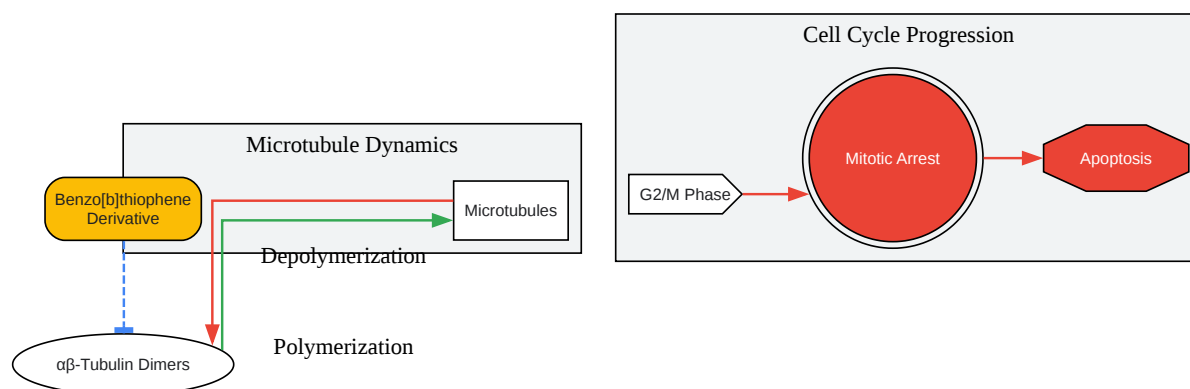 Cell Cycle Progression
Microtubule Dynamics
Mitotic Arrest
Apoptosis
Benzo[b]thiophene
Derivative
G2/M Phase
Microtubules
Depolymerization
Polymerization
αβ-Tubulin Dimers